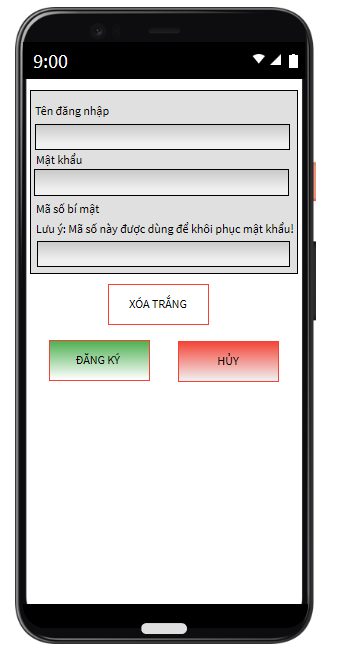 9:00
Tên đăng nhập
Mật khẩu
Mã số bí mật
Lưu ý: Mã số này được dùng để khôi phục mật khẩu!
XÓA TRẮNG
ĐĂNG KÝ
HỦY